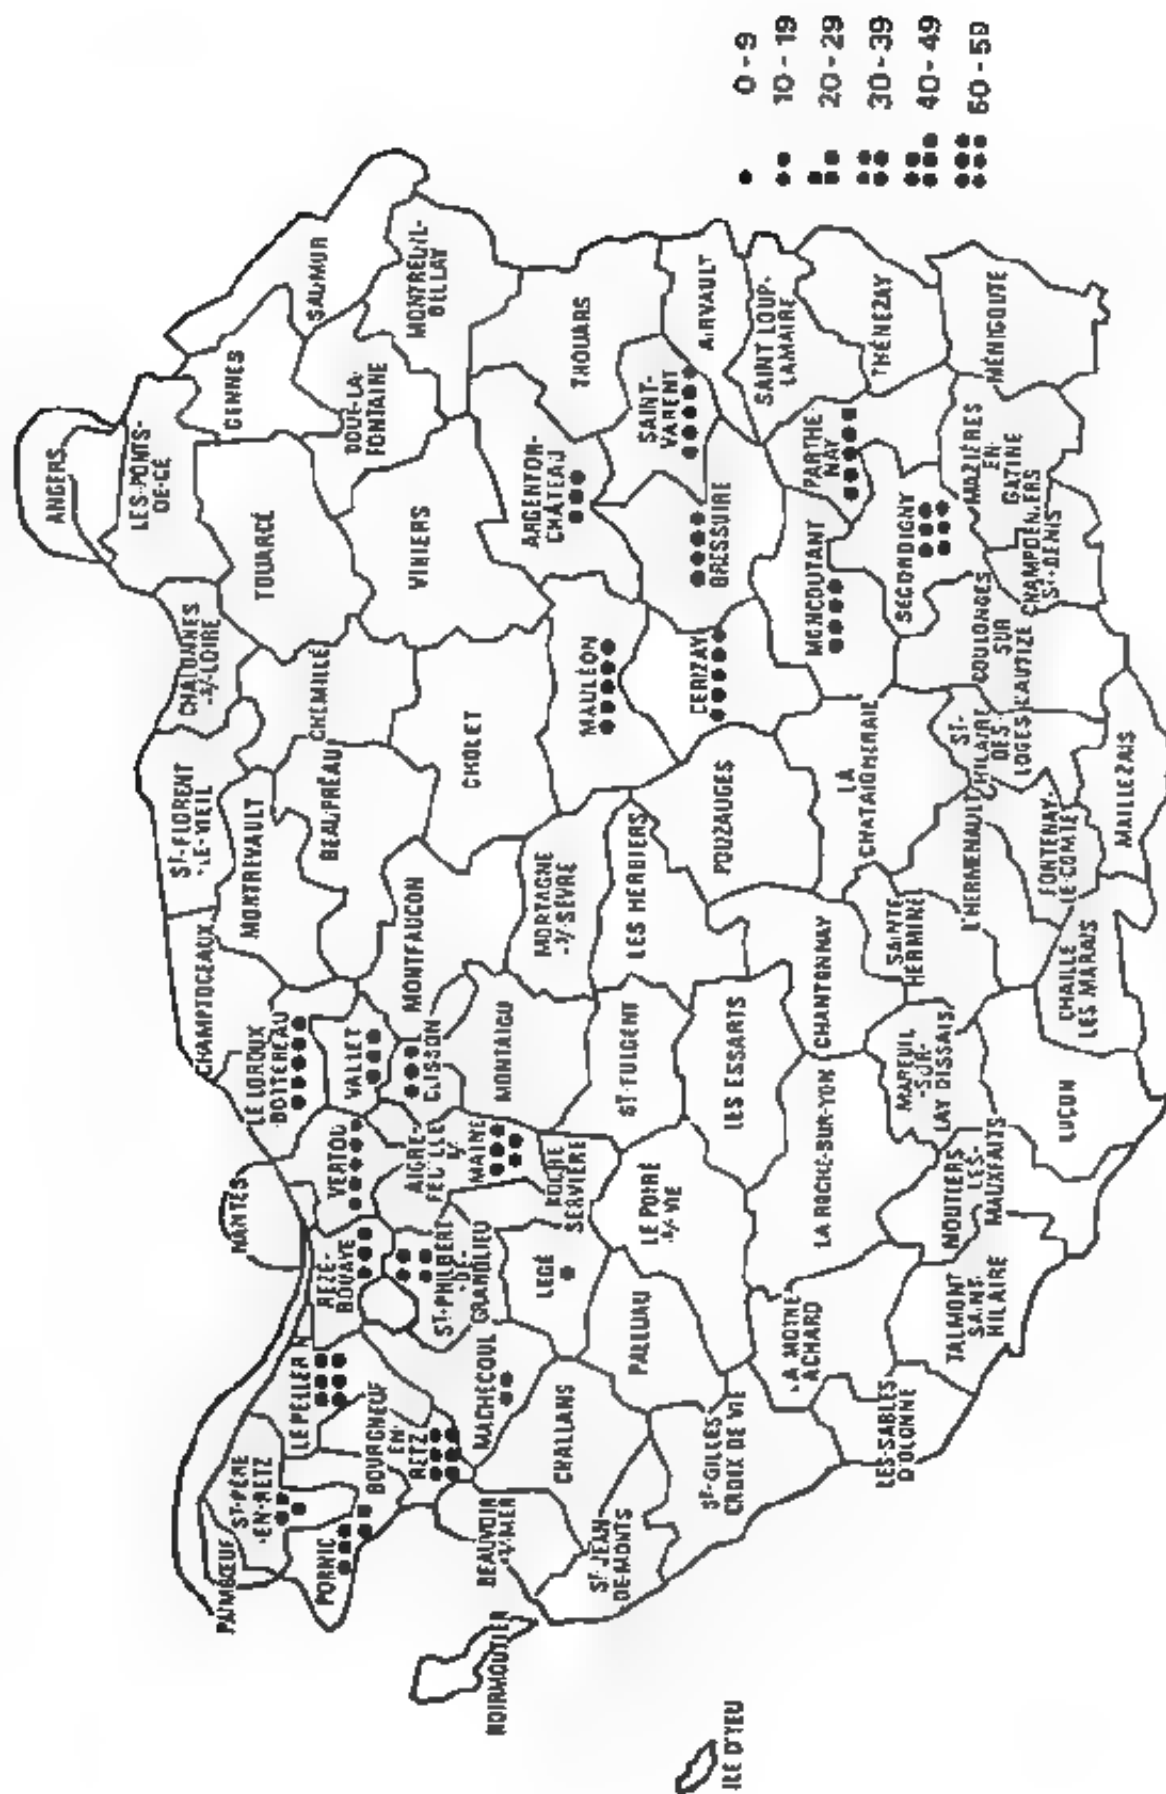 ANGERS
LES-PONTS-
DE-CÉ
GENNES
SAUMUR
CHALONNES
-S/-LOIRE
TOUARCÉ
DOUÉ-LA-
FONTAINE
MONTREUIL-
BELLAY
ST-FLORENT
-LE-VIEIL
MONTREVAULT
BEAUPRÉAU
CHEMILLÉ
VIHIERS
CHAMPTOCEAUX
MONTFAUCON
CHOLET
LE LOROUX
BOTTEREAU
VALLET
CLISSON
NANTES
VERTOU
AIGRE-
FEUILLE
S/
MAINE
REZÉ-
BOUAYE
ST-PHILBERT
-DE-
GRANDLIEU
LEGÉ
LE PELLERIN
BOURGNEUF
EN
RETZ
MACHECOUL
PAIMBŒUF
ST-PÈRE
-EN-RETZ
PORNIC
NOIRMOUTIER
ILE D'YEU
BEAUVOIR
S/MER
CHALLANS
ST-JEAN-
DE-MONTS
ST-GILLES
CROIX DE VIE
PALLUAU
LE POIRÉ
S/VIE
ROCHE
SERVIÈRE
MONTAIGU
ST-FULGENT
LES ESSARTS
MORTAGNE
-S/SÈVRE
LES HERBIERS
POUZAUGES
CHANTONNAY
LA ROCHE-SUR-YON
LA MOTHE
ACHARD
LES-SABLES
D'OLONNE
TALMONT
SAINT
HILAIRE
MOUTIERS
-LES-
MAUXFAITS
MAREUIL
-SUR-
LAY DISSAIS
LUÇON
SAINTE
HERMINE
L'HERMENAULT
CHAILLÉ
LES MARAIS
FONTENAY-
LE-COMTE
MAILLEZAIS
ST-
HILAIRE
DES
LOGES
LA
CHATAIGNERAIE
MAULÉON
CERIZAY
ARGENTON-
CHÂTEAU
BRESSUIRE
THOUARS
SAINT-
VARENT
AIRVAULT
SAINT LOUP-
LAMAIRE
PARTHE-
NAY
THÉNEZAY
MONCOUTANT
SECONDIGNY
MÉNIGOUTE
MAZIÈRES
EN
GATINE
CHAMPDENIERS
ST-DENIS
COULONGES
SUR
L'AUTIZE
0-9
10-19
20-29
30-39
40-49
50-59